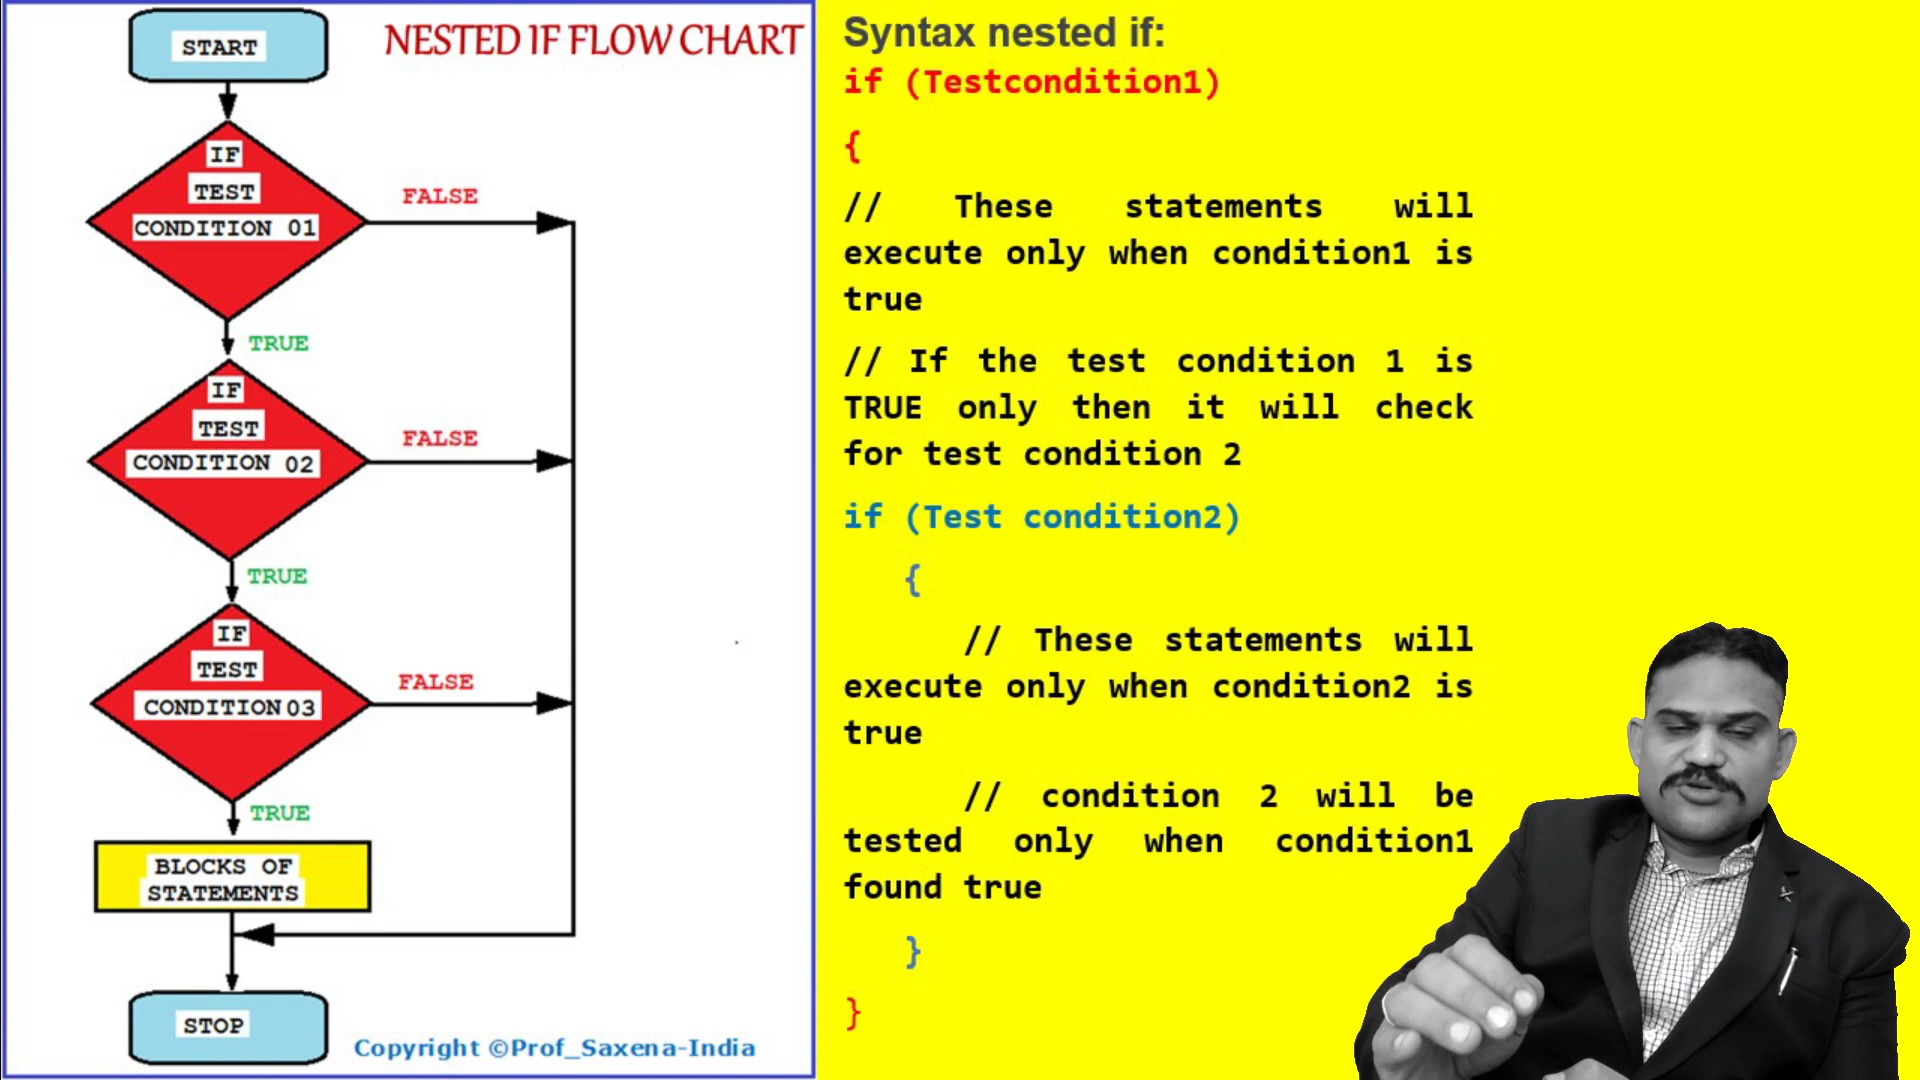 START
NESTED IF FLOW CHART
IF
TEST
CONDITION 01
FALSE
TRUE
IF
TEST
CONDITION 02
FALSE
TRUE
IF
TEST
CONDITION 03
FALSE
TRUE
BLOCKS OF
STATEMENTS
STOP
Copyright ©Prof_Saxena-India
Syntax nested if:
if (Testcondition1)
{
// These statements will
execute only when condition1 is
true
// If the test condition 1 is
TRUE only then it will check
for test condition 2
if (Test condition2)
{
// These statements will
execute only when condition2 is
true
// condition 2 will be
tested only when condition1
found true
}
}